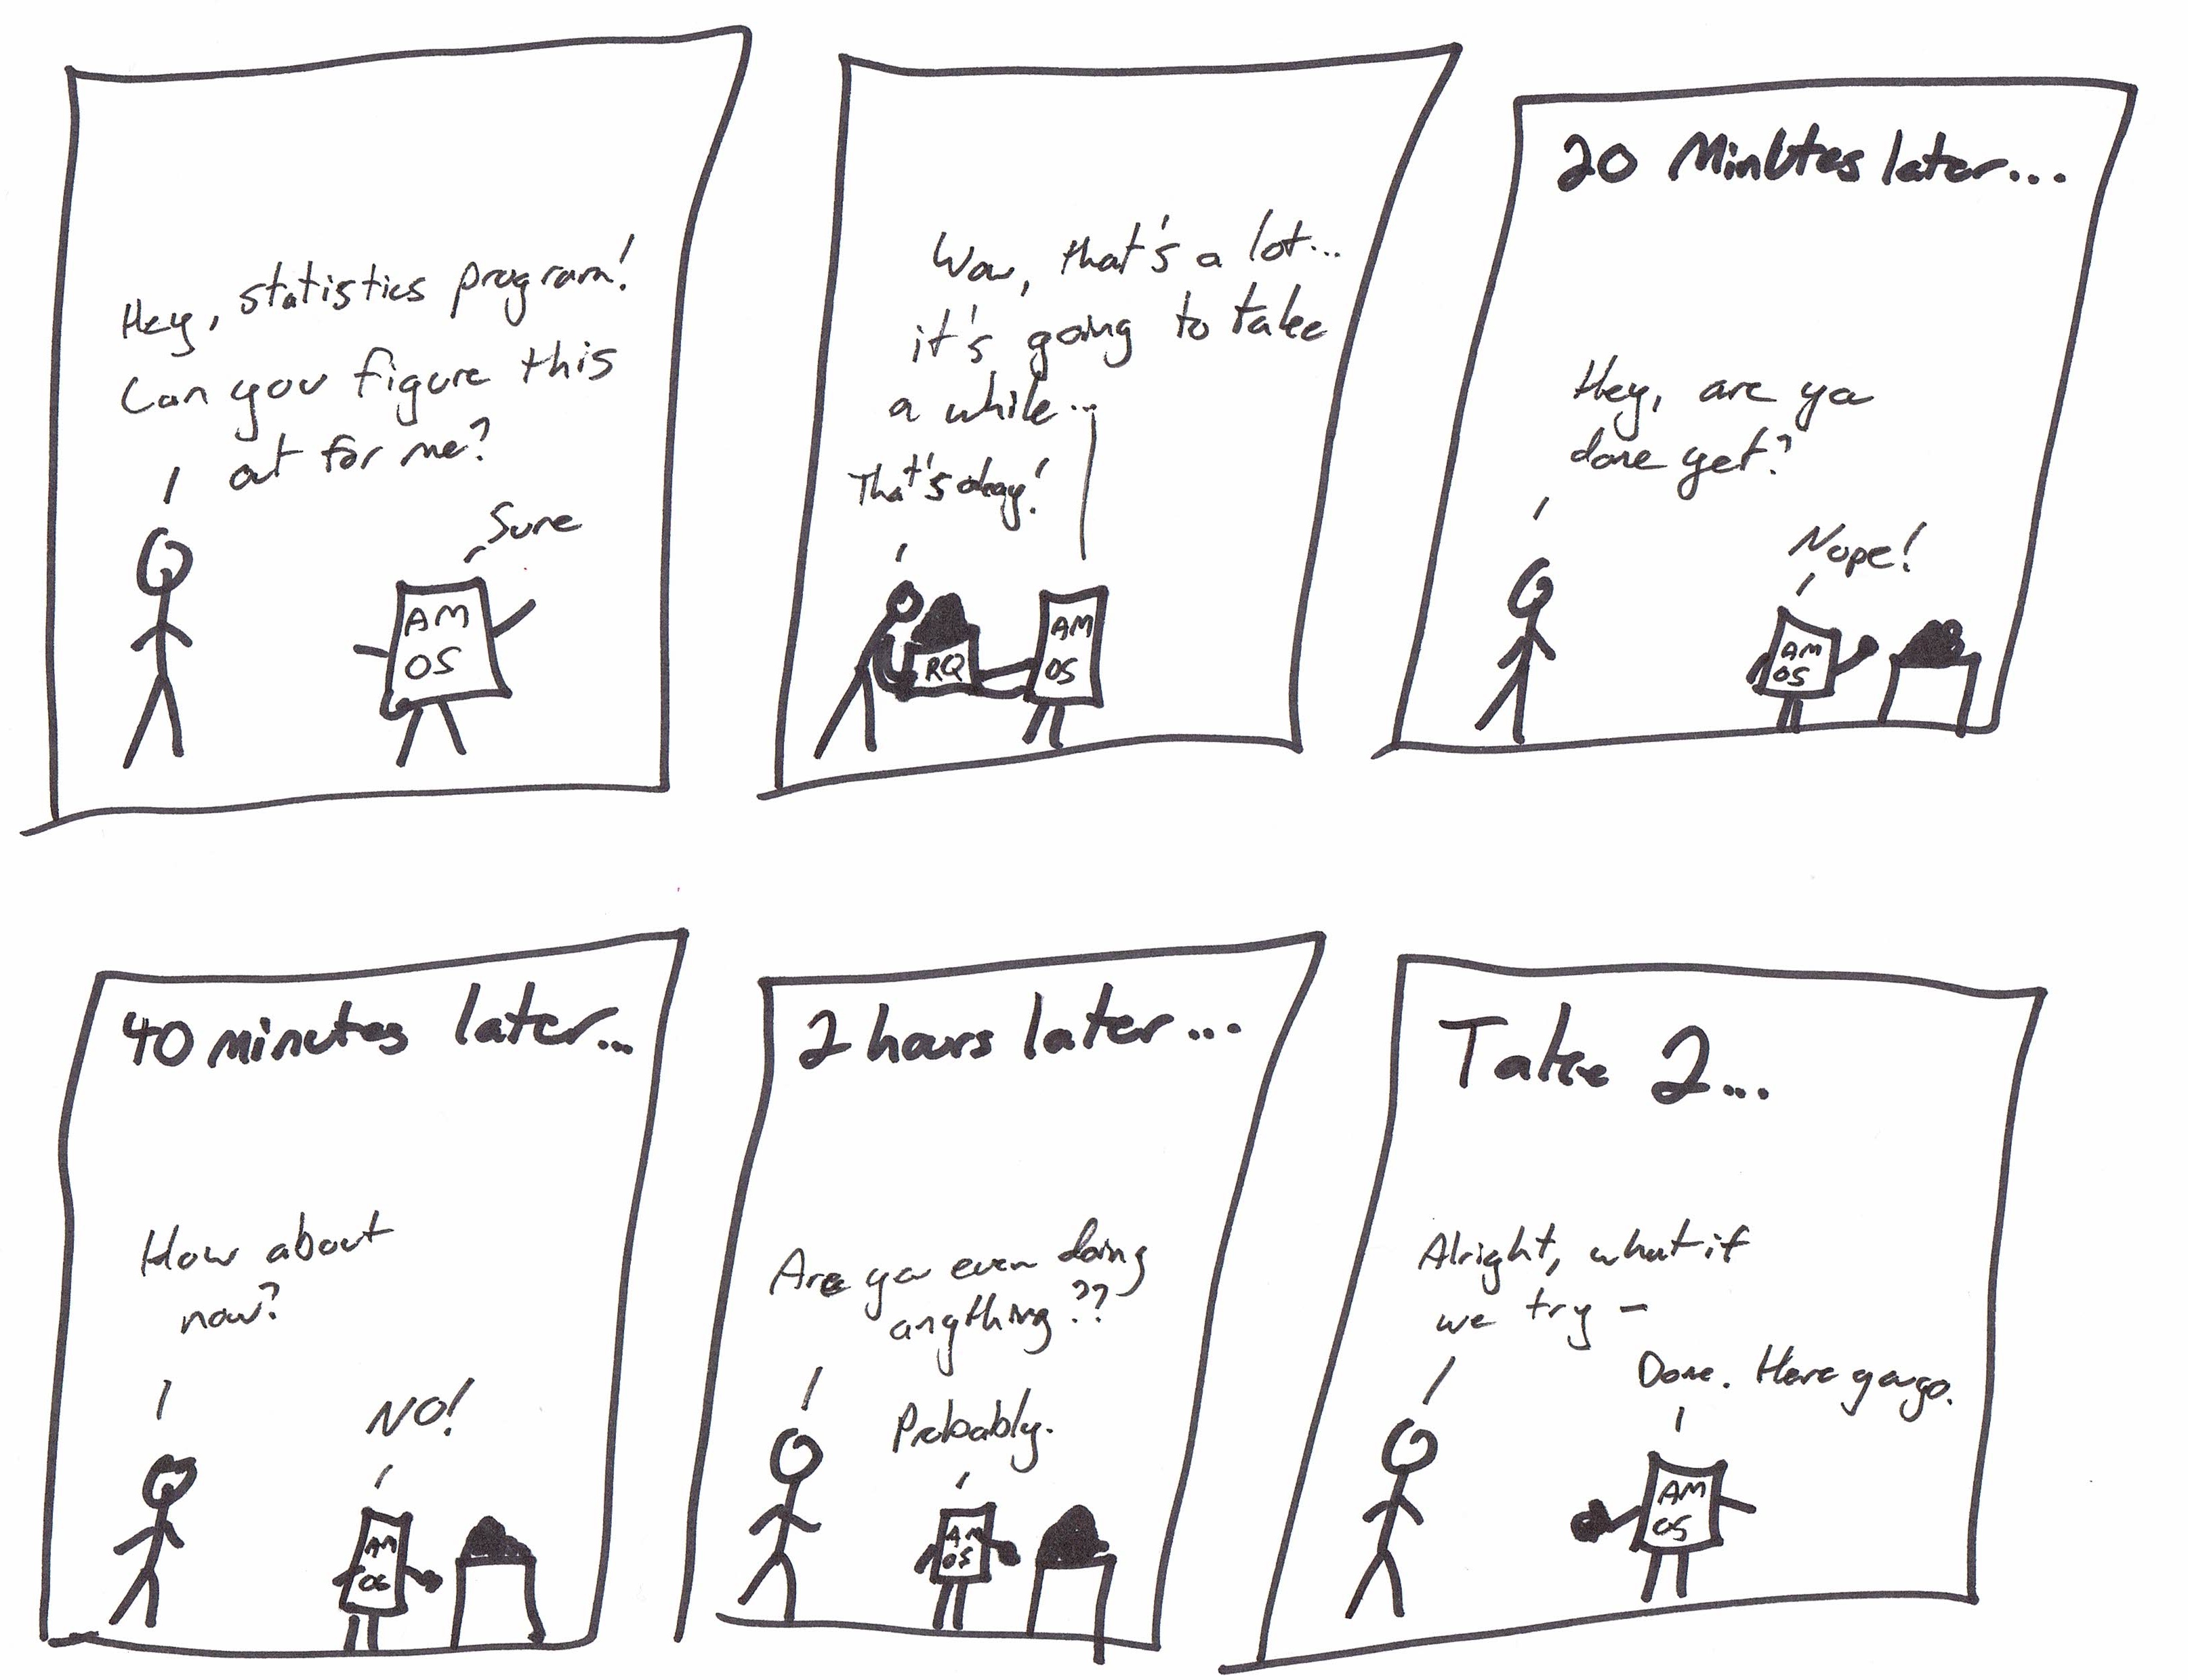 Hey, statistics program!
Can you figure this
out for me?
Sure
AM
OS
Wow, that's a lot...
it's going to take
a while...
That's okay!
RQ
AM
OS
20 Minutes later...
Hey, are ya
done yet?
Nope!
AM
OS
40 minutes later...
How about
now?
NO!
AM
OS
2 hours later...
Are you even doing
anything??
Probably.
AM
OS
Take 2...
Alright, what if
we try –
Done. Here you go.
AM
OS